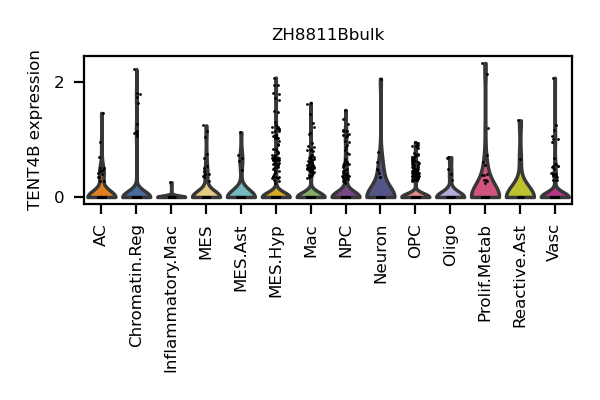 ZH8811Bbulk
TENT4B expression
2
0
AC
Chromatin.Reg
Inflammatory.Mac
MES
MES.Ast
MES.Hyp
Mac
NPC
Neuron
OPC
Oligo
Prolif.Metab
Reactive.Ast
Vasc